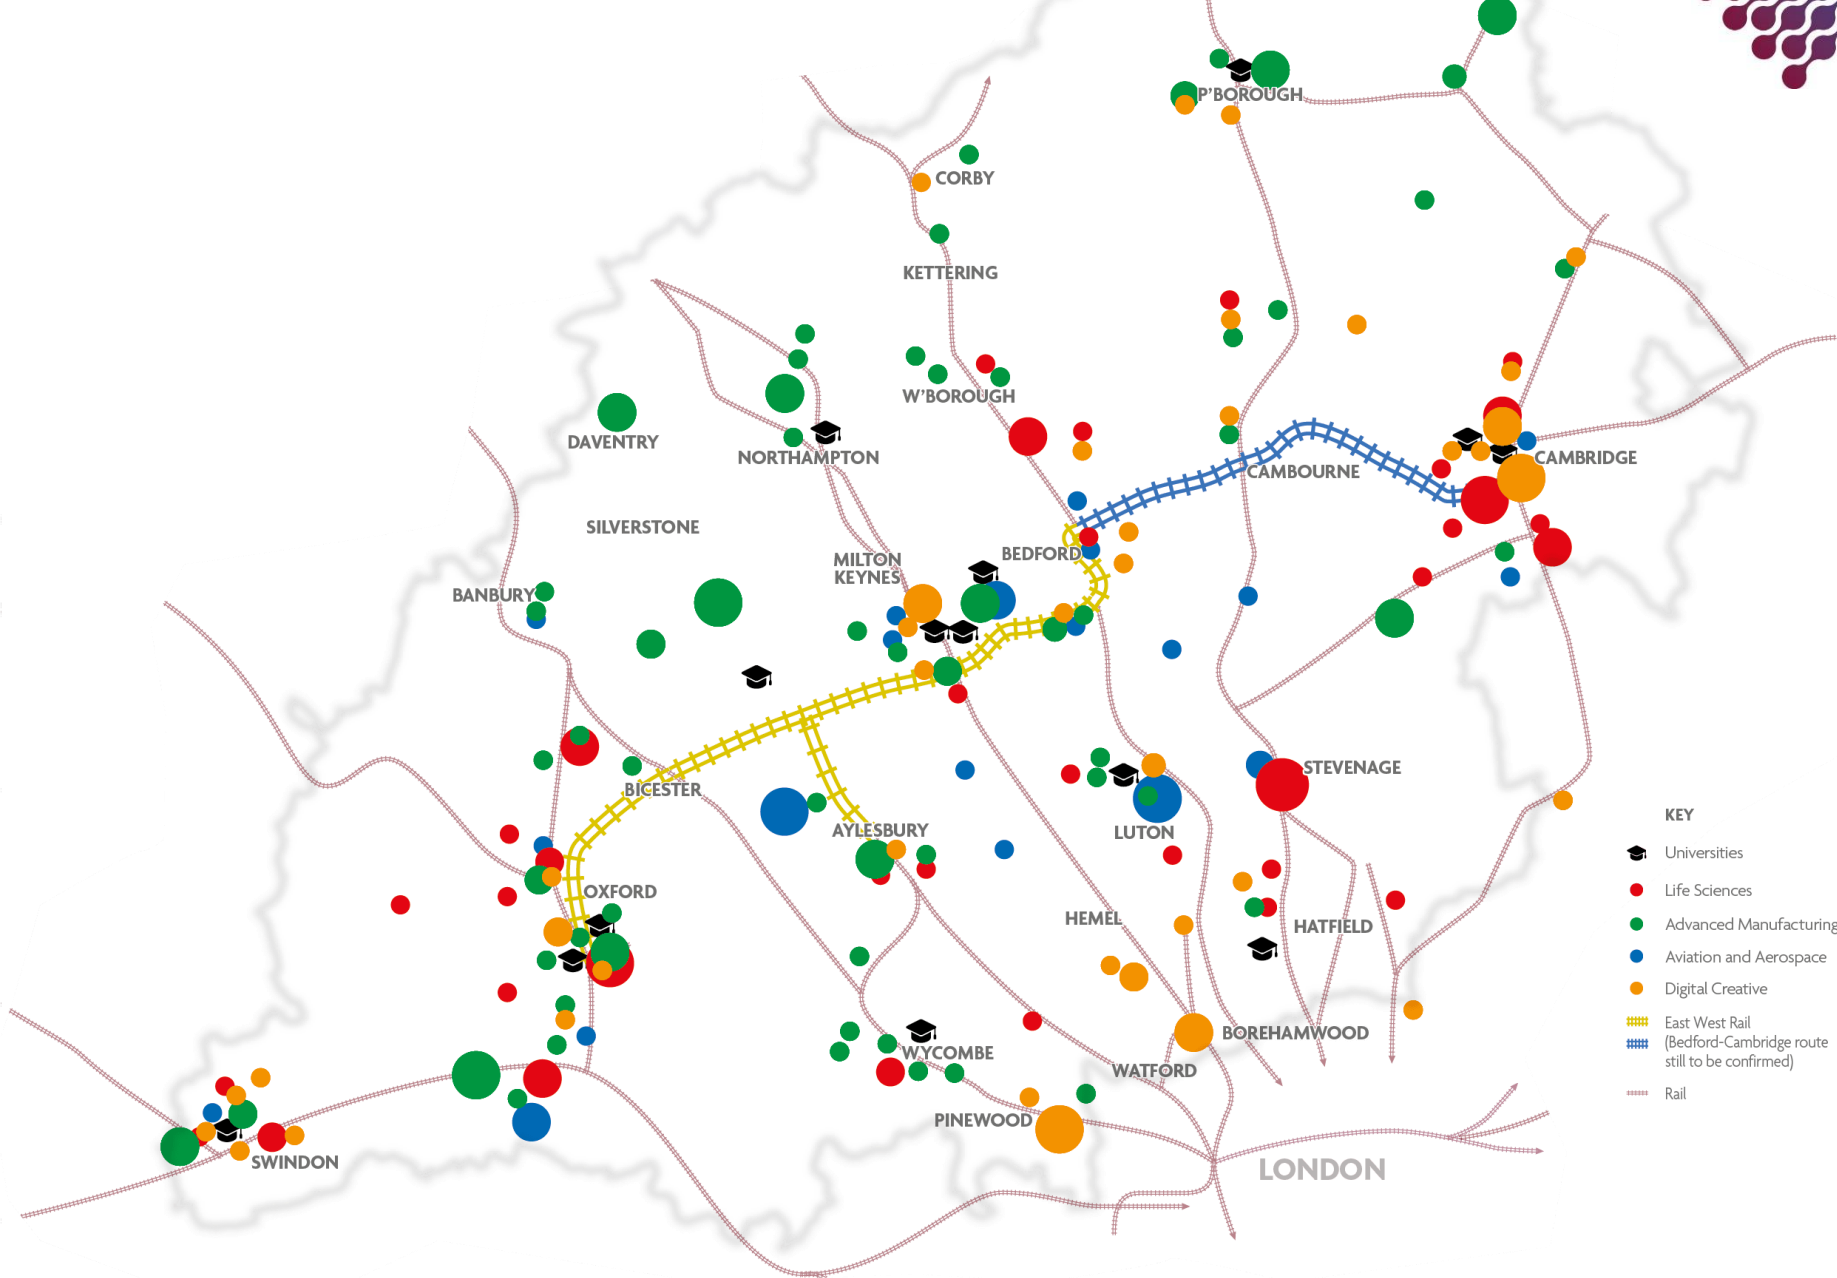 P'BOROUGH
CORBY
KETTERING
W'BOROUGH
DAVENTRY
NORTHAMPTON
CAMBRIDGE
CAMBOURNE
SILVERSTONE
BEDFORD
MILTON
KEYNES
BANBURY
STEVENAGE
BICESTER
AYLESBURY
LUTON
OXFORD
HEMEL
HATFIELD
BOREHAMWOOD
WYCOMBE
WATFORD
PINEWOOD
SWINDON
LONDON
KEY
Universities
Life Sciences
Advanced Manufacturing
Aviation and Aerospace
Digital Creative
East West Rail
(Bedford-Cambridge route
still to be confirmed)
Rail